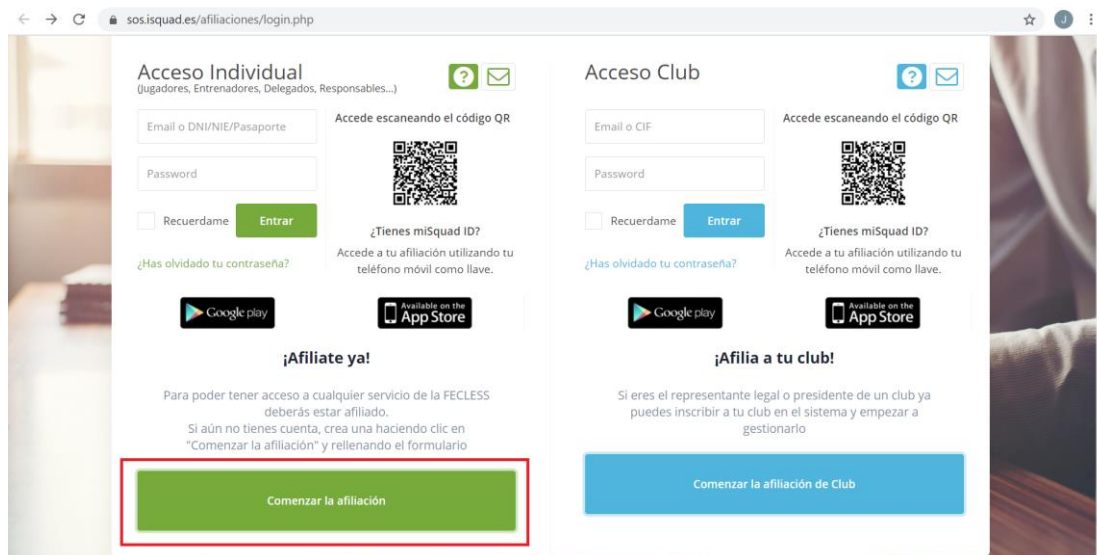 sos.isquad.es/afiliaciones/login.php
J
Acceso Individual
(Jugadores, Entrenadores, Delegados, Responsables...)
?
Email o DNI/NIE/Pasaporte
Password
Recuerdame
Entrar
¿Has olvidado tu contraseña?
Accede escaneando el código QR
¿Tienes miSquad ID?
Accede a tu afiliación utilizando tu
teléfono móvil como llave.
Google play
Available on the
App Store
¡Afiliate ya!
Para poder tener acceso a cualquier servicio de la FECLESS
deberás estar afiliado.
Si aún no tienes cuenta, crea una haciendo clic en
"Comenzar la afiliación" y rellenando el formulario
Comenzar la afiliación
Acceso Club
?
Email o CIF
Password
Recuerdame
Entrar
¿Has olvidado tu contraseña?
Accede escaneando el código QR
¿Tienes miSquad ID?
Accede a tu afiliación utilizando tu
teléfono móvil como llave.
Google play
Available on the
App Store
¡Afilia a tu club!
Si eres el representante legal o presidente de un club ya
puedes inscribir a tu club en el sistema y empezar a
gestionarlo
Comenzar la afiliación de Club